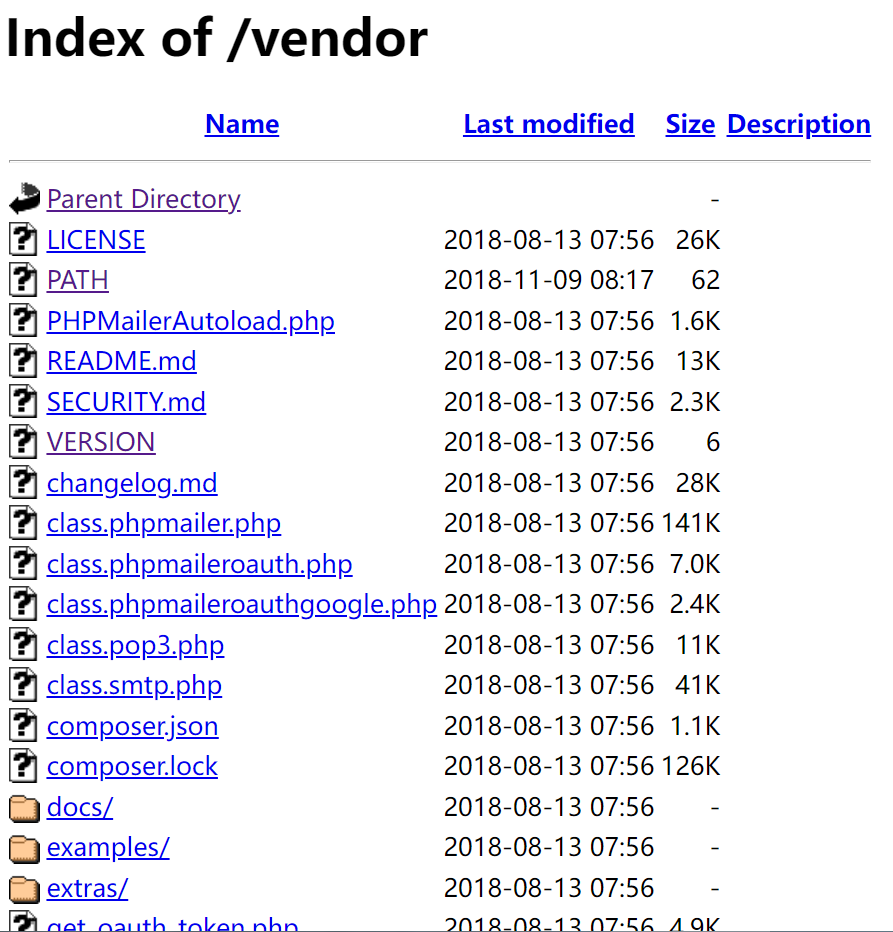 Index of /vendor
Name Last modified Size Description
Parent Directory -
LICENSE 2018-08-13 07:56 26K
PATH 2018-11-09 08:17 62
PHPMailerAutoload.php 2018-08-13 07:56 1.6K
README.md 2018-08-13 07:56 13K
SECURITY.md 2018-08-13 07:56 2.3K
VERSION 2018-08-13 07:56 6
changelog.md 2018-08-13 07:56 28K
class.phpmailer.php 2018-08-13 07:56 141K
class.phpmaileroauth.php 2018-08-13 07:56 7.0K
class.phpmaileroauthgoogle.php 2018-08-13 07:56 2.4K
class.pop3.php 2018-08-13 07:56 11K
class.smtp.php 2018-08-13 07:56 41K
composer.json 2018-08-13 07:56 1.1K
composer.lock 2018-08-13 07:56 126K
docs/ 2018-08-13 07:56 -
examples/ 2018-08-13 07:56 -
extras/ 2018-08-13 07:56 -
get_oauth_token.php 2018-08-13 07:56 4.9K